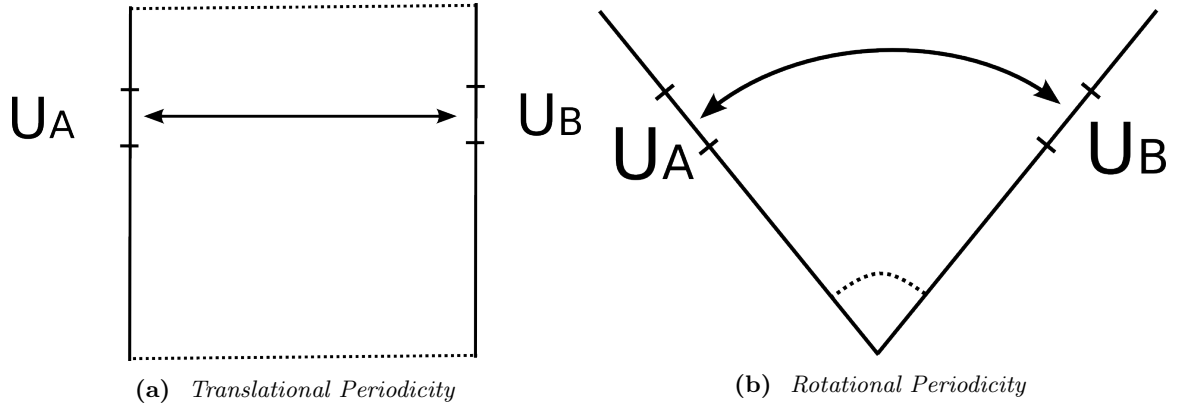 UA
UB
UA
UB
(a) Translational Periodicity
(b) Rotational Periodicity